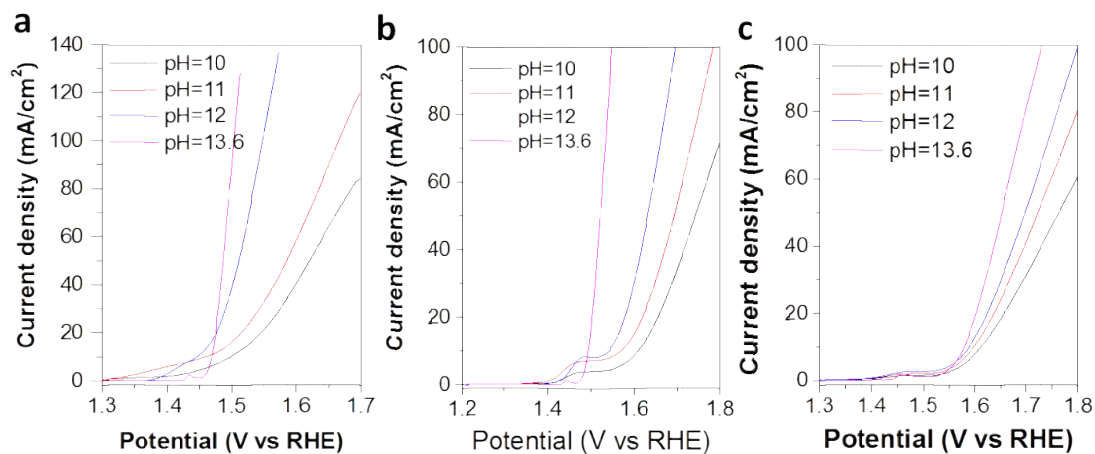 a
Current density (mA/cm²)
140
120
100
80
60
40
20
0
pH=10
pH=11
pH=12
pH=13.6
1.3 1.4 1.5 1.6 1.7
Potential (V vs RHE)
b
Current density (mA/cm²)
100
80
60
40
20
0
pH=10
pH=11
pH=12
pH=13.6
1.2 1.4 1.6 1.8
Potential (V vs RHE)
c
Current density (mA/cm²)
100
80
60
40
20
0
pH=10
pH=11
pH=12
pH=13.6
1.3 1.4 1.5 1.6 1.7 1.8
Potential (V vs RHE)